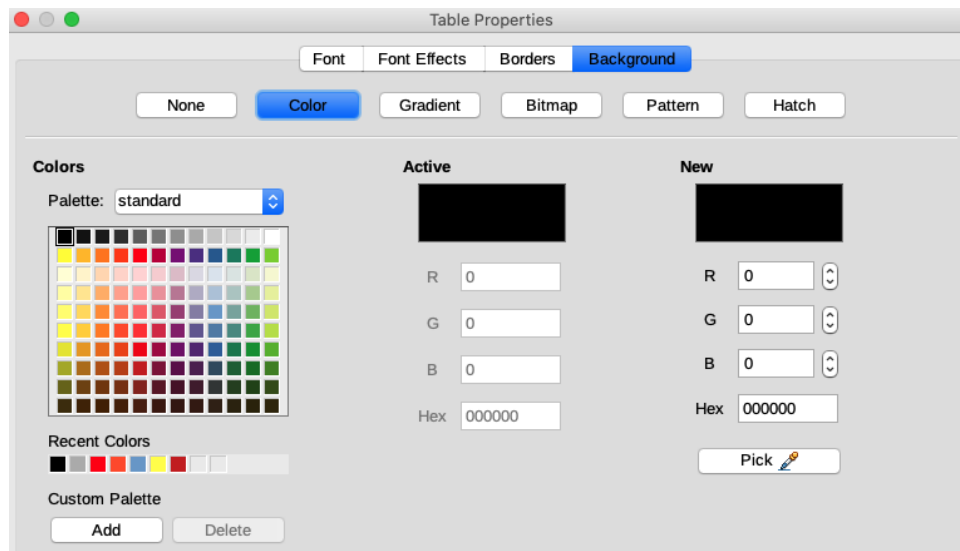 Table Properties
Font Font Effects Borders Background
None Color Gradient Bitmap Pattern Hatch
Colors
Palette: standard
Recent Colors
Custom Palette
Add Delete
Active
R 0
G 0
B 0
Hex 000000
New
R 0
G 0
B 0
Hex 000000
Pick